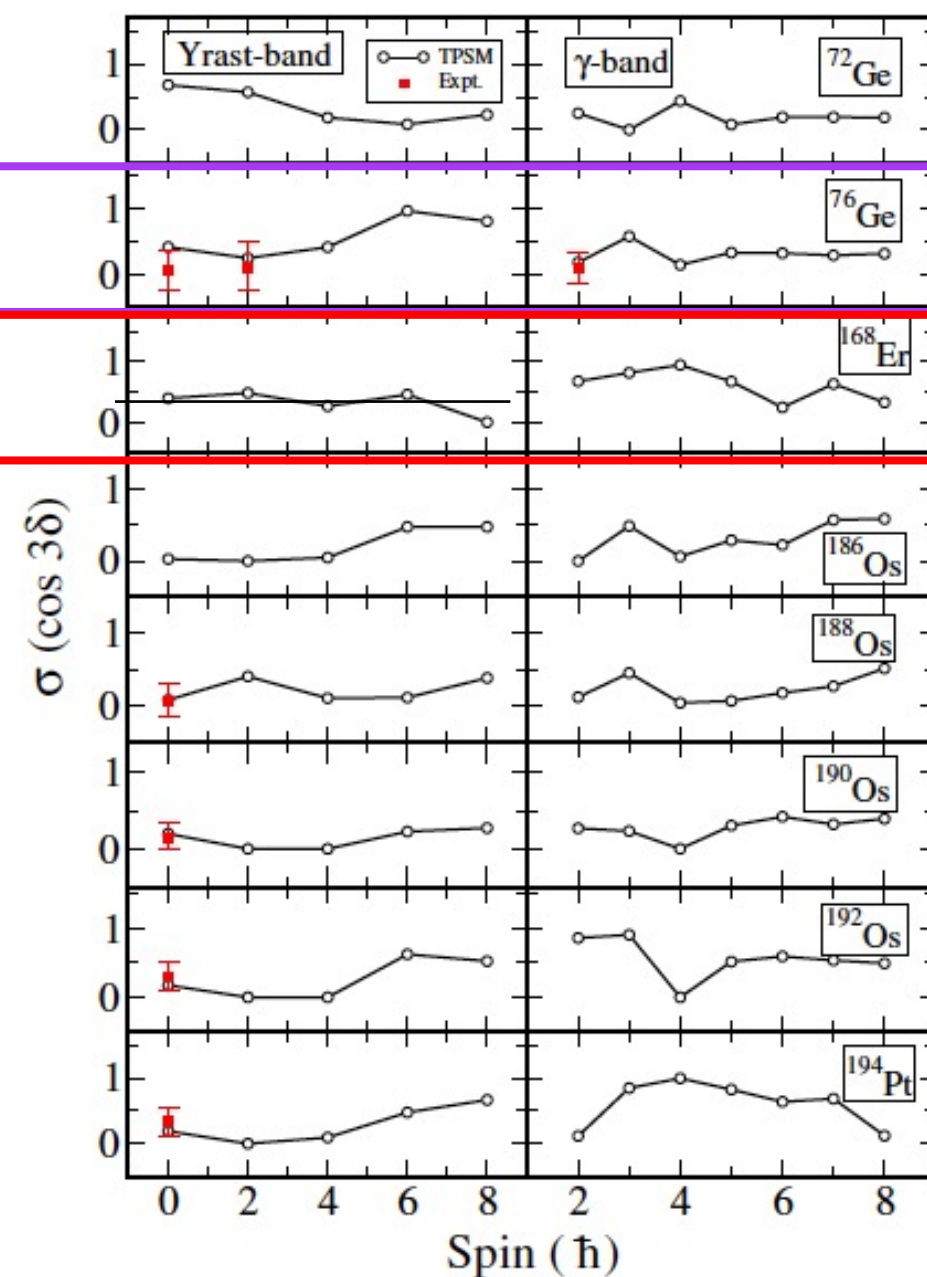 Yrast-band
TPSM
Expt.
γ-band
⁷²Ge
1
0
⁷⁶Ge
1
0
¹⁶⁸Er
1
0
¹⁸⁶Os
1
0
¹⁸⁸Os
1
0
¹⁹⁰Os
1
0
¹⁹²Os
1
0
¹⁹⁴Pt
1
0
σ (cos 3δ)
0 2 4 6 8 2 4 6 8
Spin ( ħ)